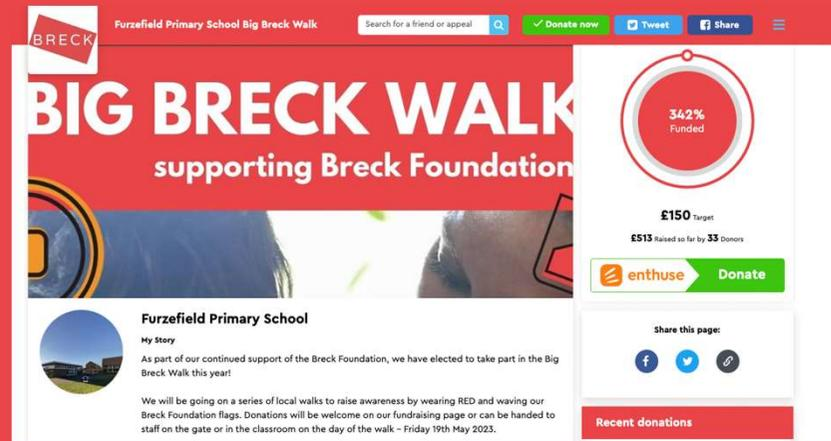 BRECK
Furzefield Primary School Big Breck Walk
Search for a friend or appeal
Donate now
Tweet
Share
BIG BRECK WALK
supporting Breck Foundation
342%
Funded
£150 Target
£513 Raised so far by 33 Donors
enthuse
Donate
Furzefield Primary School
My Story
As part of our continued support of the Breck Foundation, we have elected to take part in the Big
Breck Walk this year!
We will be going on a series of local walks to raise awareness by wearing RED and waving our
Breck Foundation flags. Donations will be welcome on our fundraising page or can be handed to
staff on the gate or in the classroom on the day of the walk – Friday 19th May 2023.
Share this page:
Recent donations